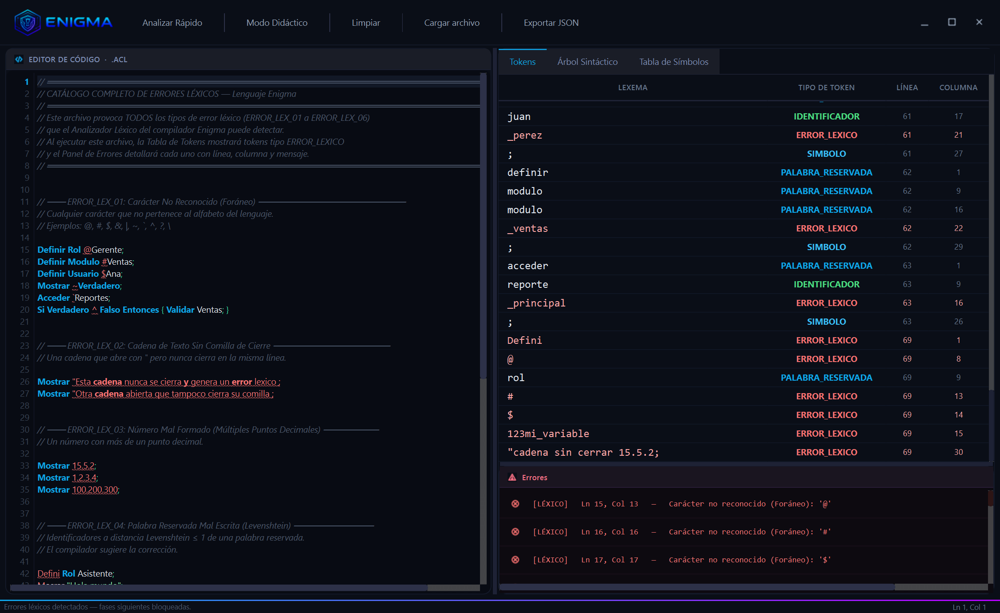 ENIGMA
Analizar Rápido
Modo Didáctico
Limpiar
Cargar archivo
Exportar JSON
EDITOR DE CÓDIGO · .ACL
1 // ══════════════════════════════════════
2 // CATÁLOGO COMPLETO DE ERRORES LÉXICOS — Lenguaje Enigma
3 // ══════════════════════════════════════
4 // Este archivo provoca TODOS los tipos de error léxico (ERROR_LEX_01 a ERROR_LEX_06)
5 // que el Analizador Léxico del compilador Enigma puede detectar.
6 // Al ejecutar este archivo, la Tabla de Tokens mostrará tokens tipo ERROR_LEXICO
7 // y el Panel de Errores detallará cada uno con línea, columna y mensaje.
8 // ══════════════════════════════════════
9
10
11 // ─── ERROR_LEX_01: Carácter No Reconocido (Foráneo) ───────────────
12 // Cualquier carácter que no pertenece al alfabeto del lenguaje.
13 // Ejemplos: @, #, $, &, |, ~, `, ^, ?, \
14
15 Definir Rol @Gerente;
16 Definir Modulo #Ventas;
17 Definir Usuario $Ana;
18 Mostrar ~Verdadero;
19 Acceder `Reportes;
20 Si Verdadero ^ Falso Entonces { Validar Ventas; }
21
22
23 // ─── ERROR_LEX_02: Cadena de Texto Sin Comilla de Cierre ────────────
24 // Una cadena que abre con " pero nunca cierra en la misma línea.
25
26 Mostrar "Esta cadena nunca se cierra y genera un error lexico ;
27 Mostrar "Otra cadena abierta que tampoco cierra su comilla ;
28
29
30 // ─── ERROR_LEX_03: Número Mal Formado (Múltiples Puntos Decimales) ──────
31 // Un número con más de un punto decimal.
32
33 Mostrar 15.5.2;
34 Mostrar 1.2.3.4;
35 Mostrar 100.200.300;
36
37
38 // ─── ERROR_LEX_04: Palabra Reservada Mal Escrita (Levenshtein) ────────
39 // Identificadores a distancia Levenshtein ≤ 1 de una palabra reservada.
40 // El compilador sugiere la corrección.
41
42 Defini Rol Asistente;
Tokens
Árbol Sintáctico
Tabla de Símbolos
LEXEMA TIPO DE TOKEN LÍNEA COLUMNA
juan IDENTIFICADOR 61 17
_perez ERROR_LEXICO 61 21
; SIMBOLO 61 27
definir PALABRA_RESERVADA 62 1
modulo PALABRA_RESERVADA 62 9
modulo PALABRA_RESERVADA 62 16
_ventas ERROR_LEXICO 62 22
; SIMBOLO 62 29
acceder PALABRA_RESERVADA 63 1
reporte IDENTIFICADOR 63 9
_principal ERROR_LEXICO 63 16
; SIMBOLO 63 26
Defini ERROR_LEXICO 69 1
@ ERROR_LEXICO 69 8
rol PALABRA_RESERVADA 69 9
# ERROR_LEXICO 69 13
$ ERROR_LEXICO 69 14
123mi_variable ERROR_LEXICO 69 15
"cadena sin cerrar 15.5.2; ERROR_LEXICO 69 30
Errores
[LÉXICO] Ln 15, Col 13 — Carácter no reconocido (Foráneo): '@'
[LÉXICO] Ln 16, Col 16 — Carácter no reconocido (Foráneo): '#'
[LÉXICO] Ln 17, Col 17 — Carácter no reconocido (Foráneo): '$'
Errores léxicos detectados — fases siguientes bloqueadas.
Ln 1, Col 1